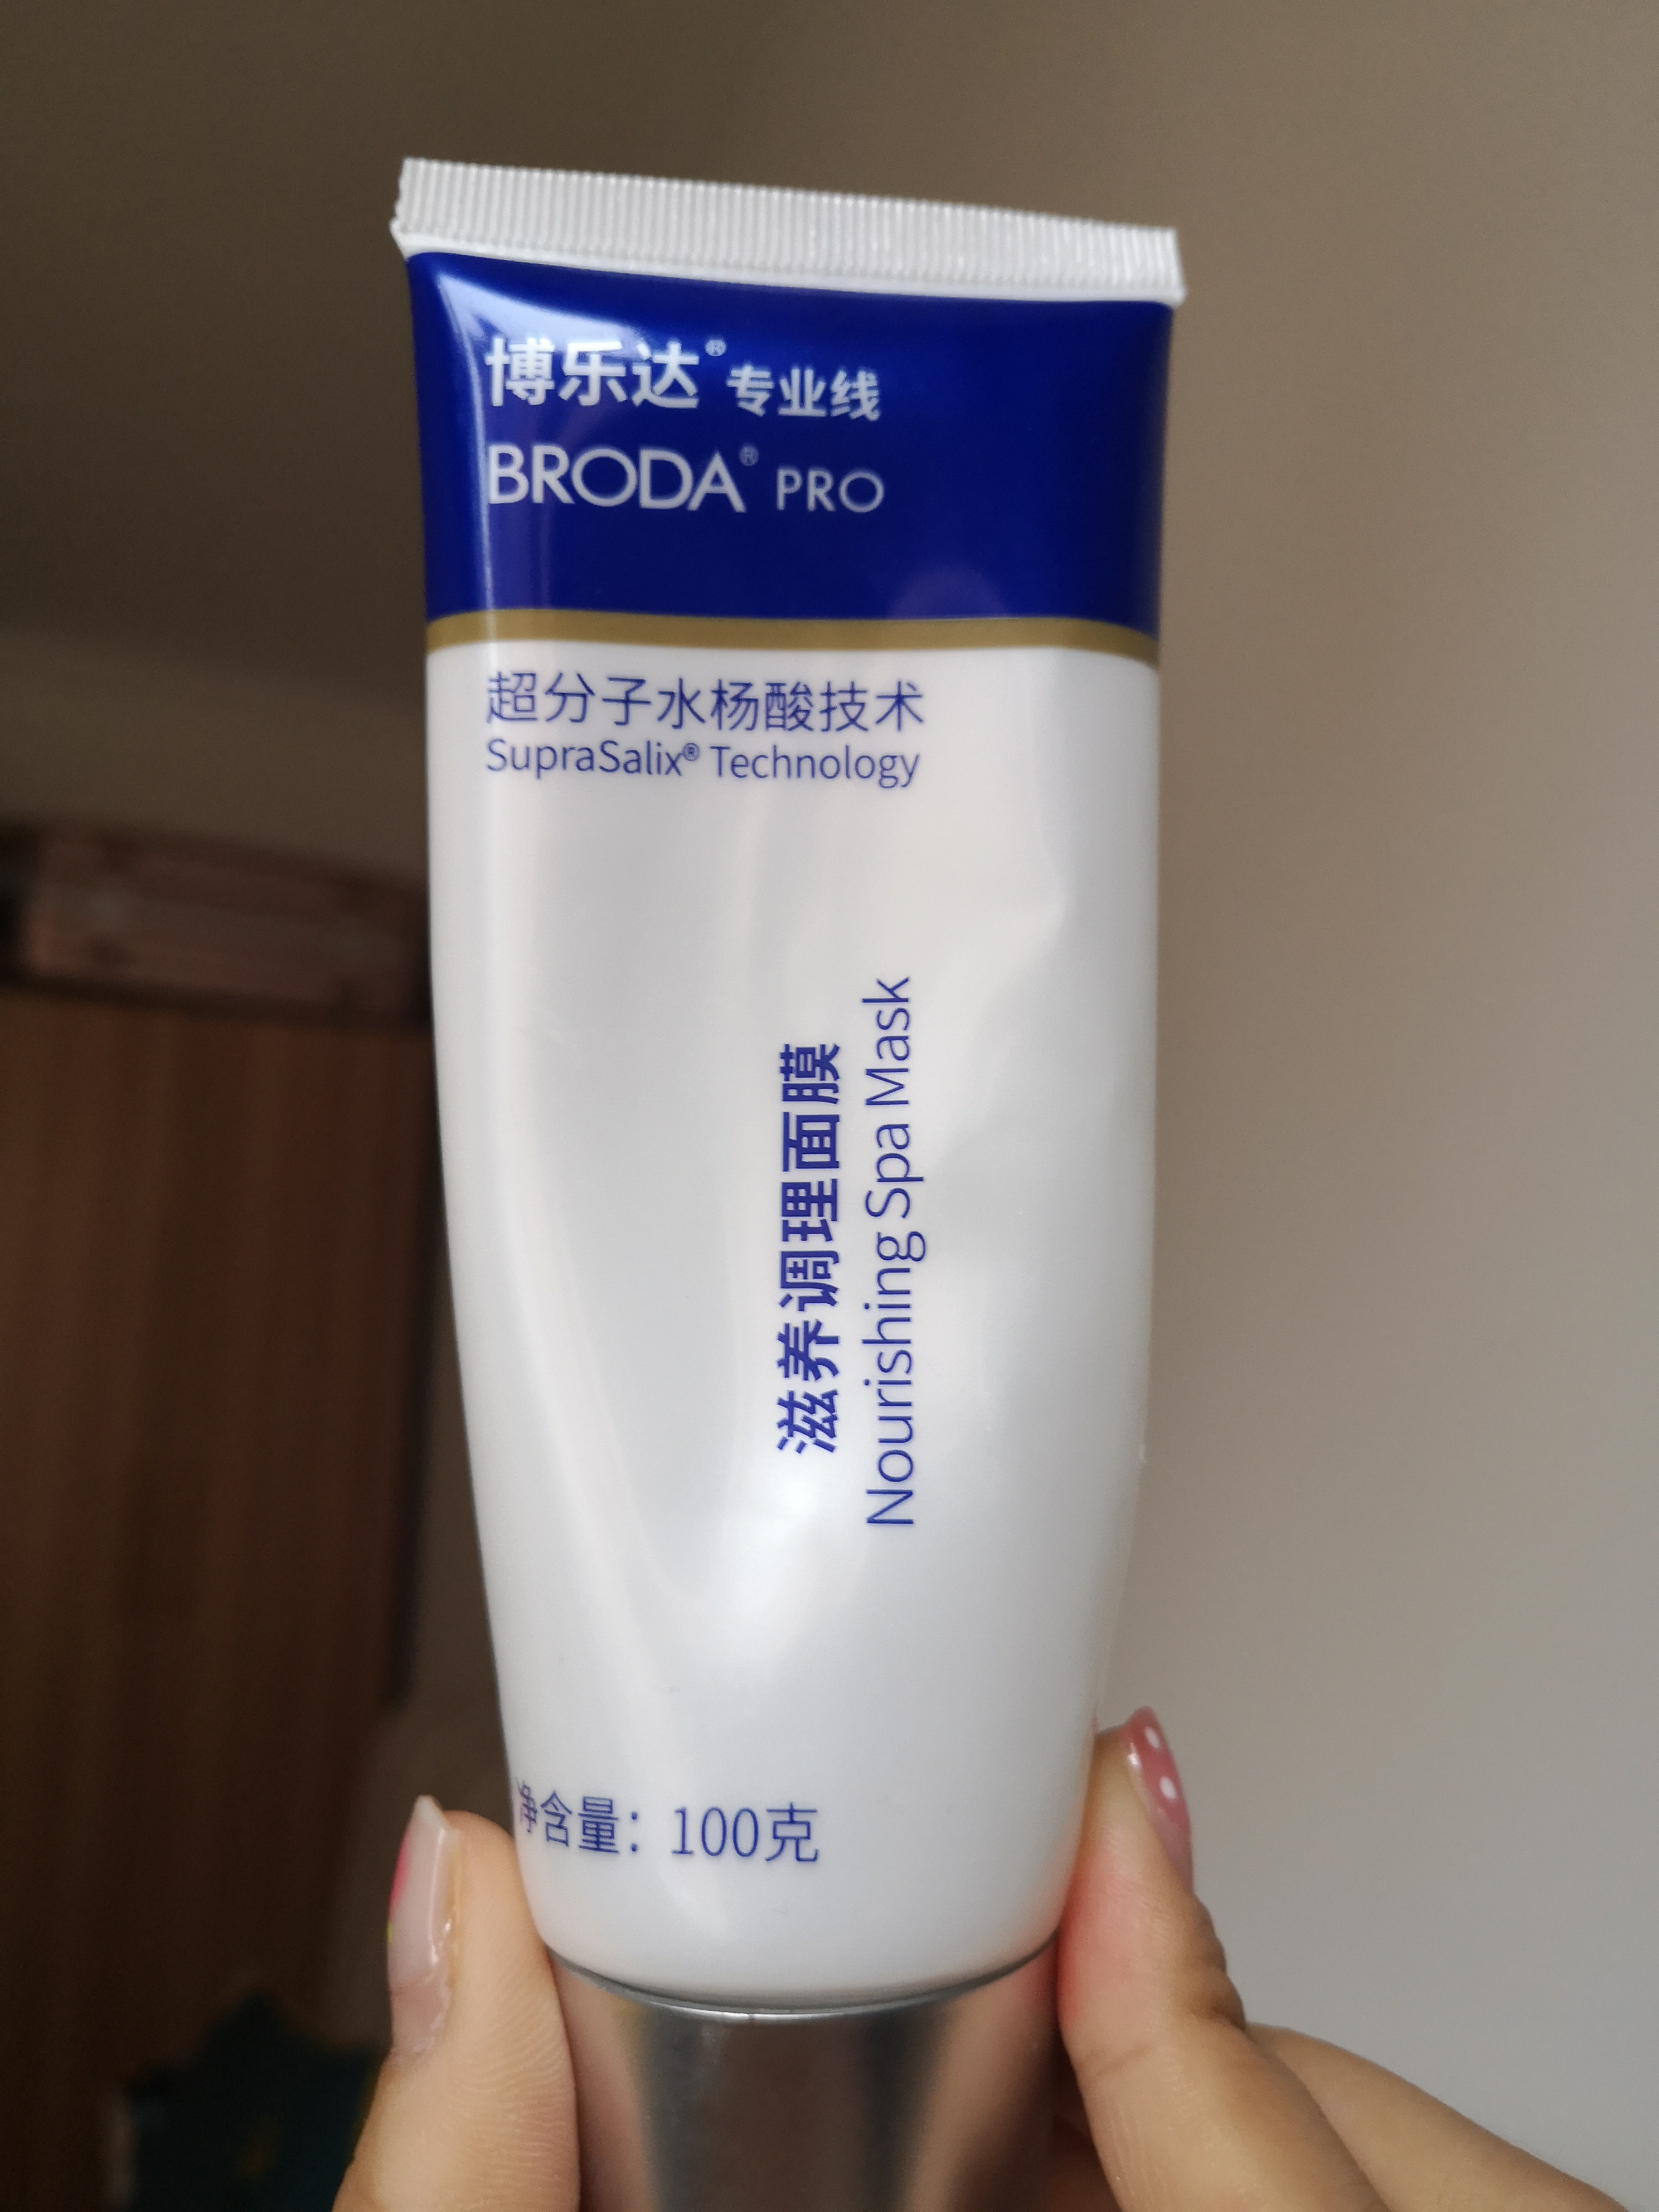 博乐达® 专业线
BRODA® PRO
超分子水杨酸技术
SupraSalix® Technology
滋养调理面膜
Nourishing Spa Mask
净含量：100克